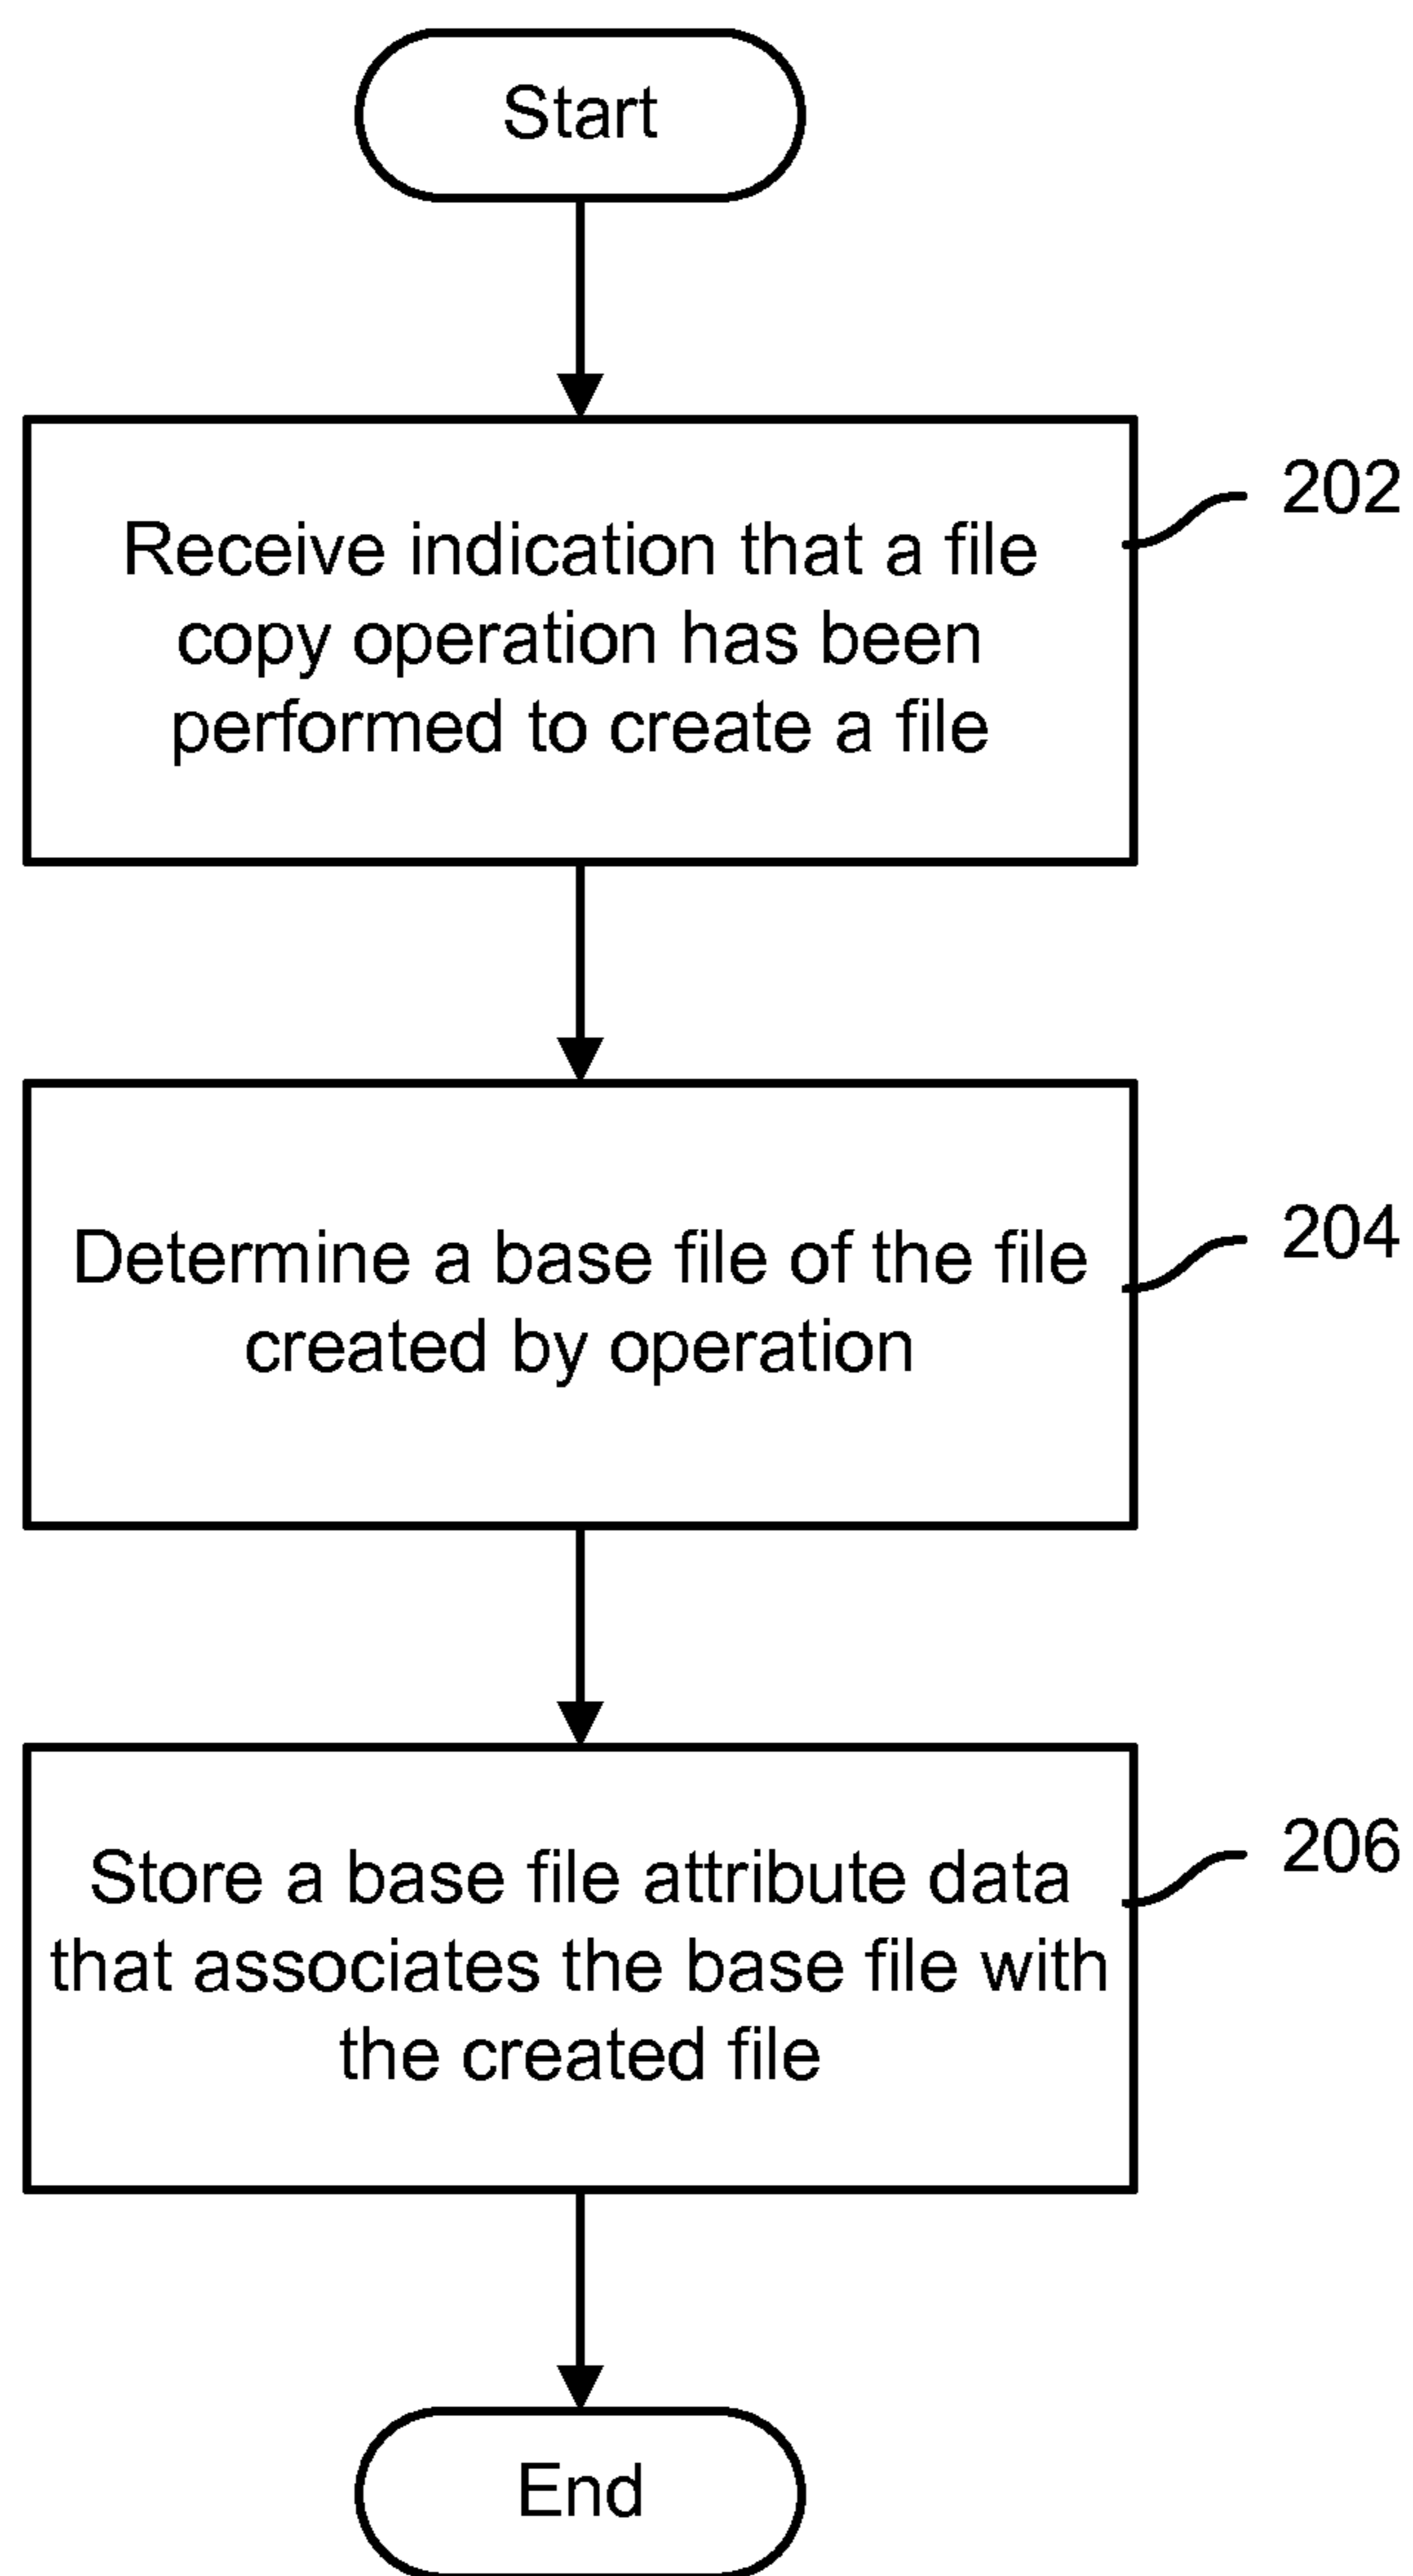 Start
Receive indication that a file
copy operation has been
performed to create a file
202
Determine a base file of the file
created by operation
204
Store a base file attribute data
that associates the base file with
the created file
206
End